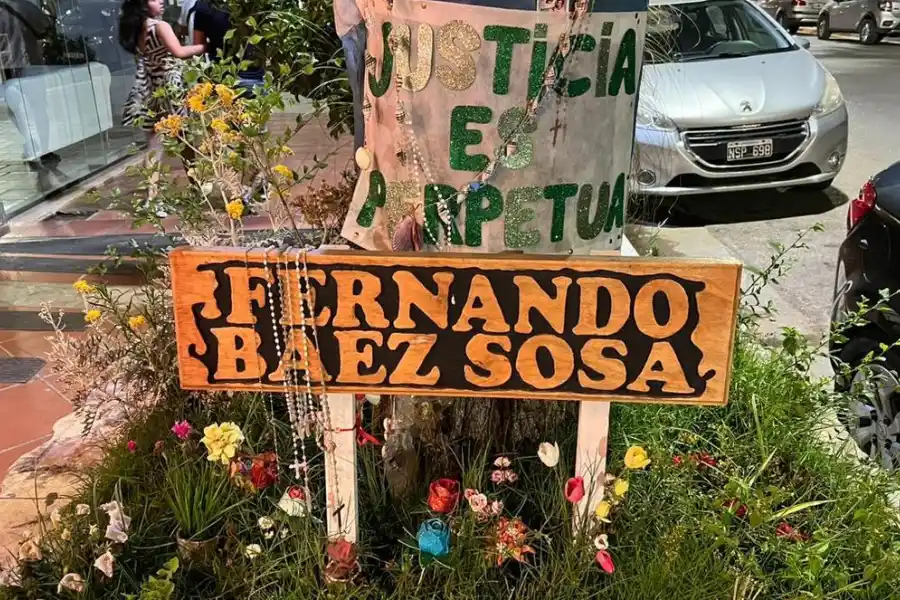 JUSTICIA
ES
PERPETUA
FERNANDO
BAEZ SOSA
NSP 698